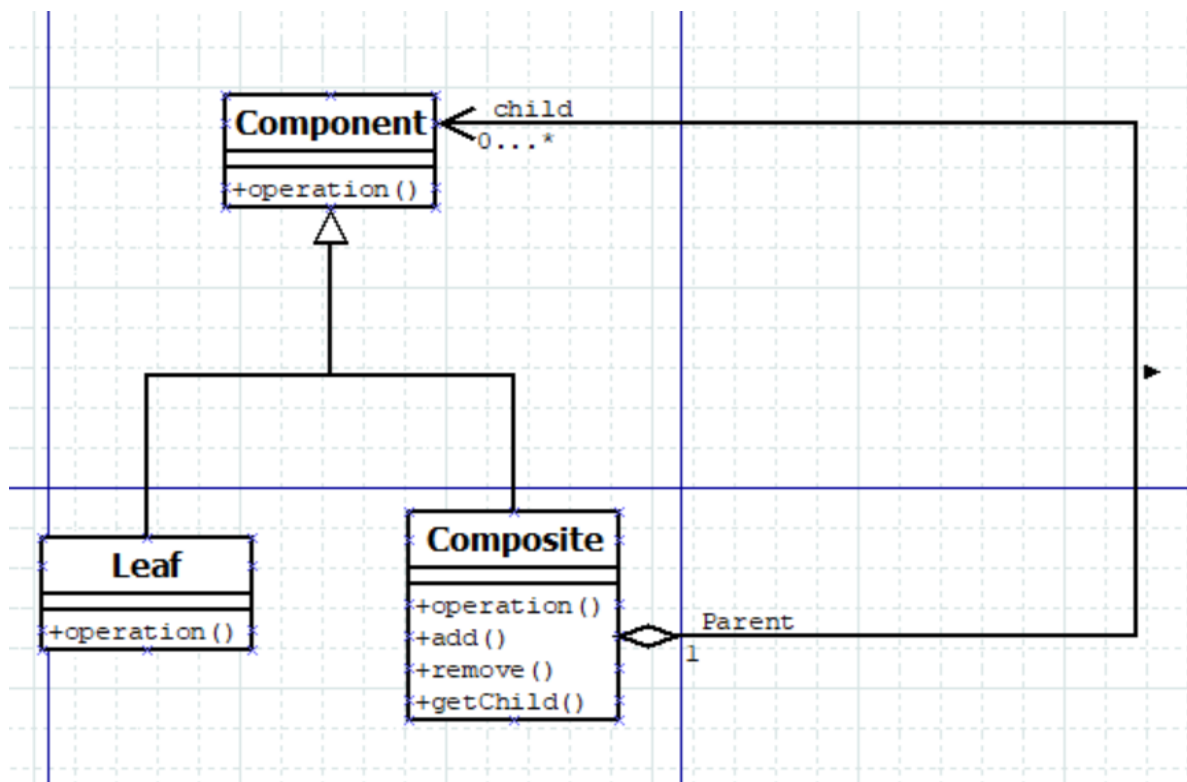 Component
child
0...*
+operation()
Leaf
+operation()
Composite
+operation()
+add()
+remove()
+getChild()
Parent
1